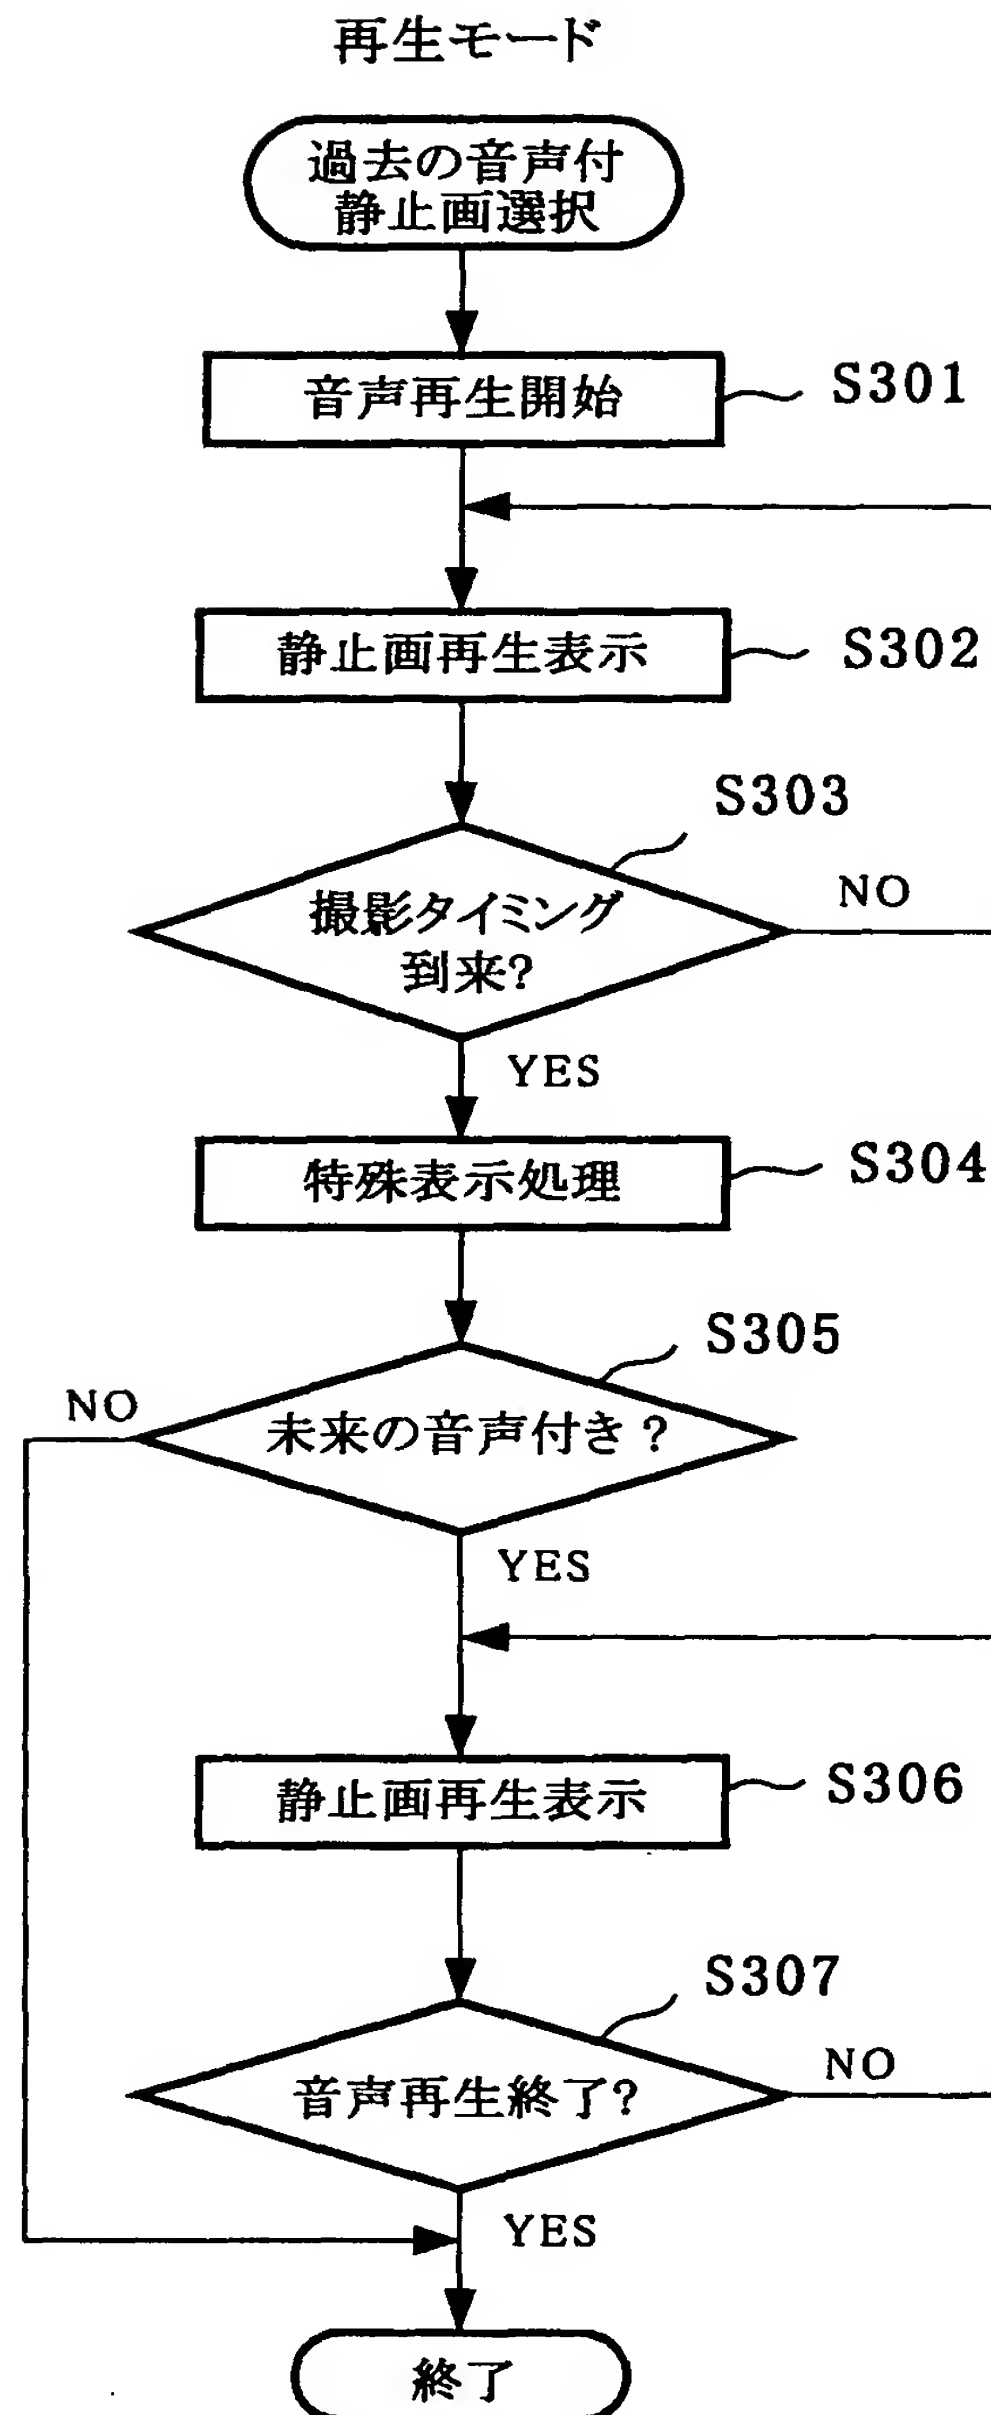 再生モード
過去の音声付
静止画選択
音声再生開始
S301
静止画再生表示
S302
S303
撮影タイミング
到来?
NO
YES
特殊表示処理
S304
S305
NO
未来の音声付き?
YES
静止画再生表示
S306
S307
音声再生終了?
NO
YES
終了